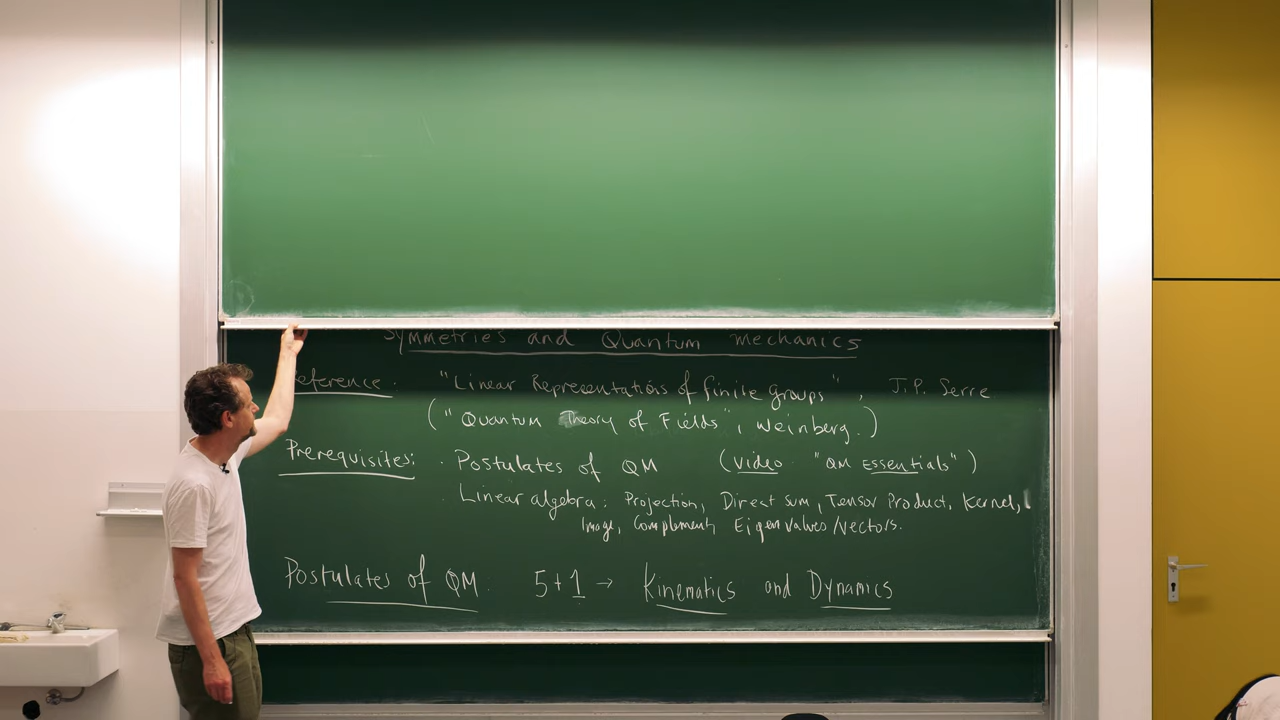 Symmetries and Quantum mechanics
Reference. "Linear Representations of finite groups", J.P. Serre
("Quantum Theory of Fields", Weinberg.)
Prerequisites: · Postulates of QM (video "QM Essentials")
· Linear algebra: Projection, Direct sum, Tensor Product, Kernel,
Image, Complement, Eigenvalues/vectors.
Postulates of QM. 5+1 → Kinematics and Dynamics